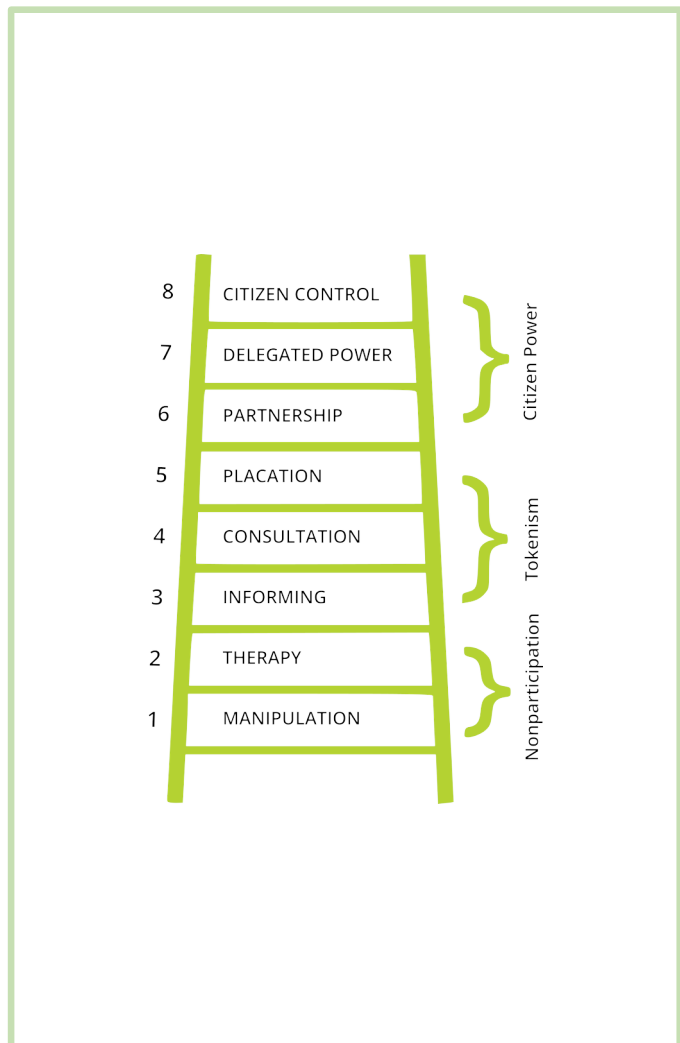 8 CITIZEN CONTROL
7 DELEGATED POWER
6 PARTNERSHIP
Citizen Power
5 PLACATION
4 CONSULTATION
3 INFORMING
Tokenism
2 THERAPY
1 MANIPULATION
Nonparticipation